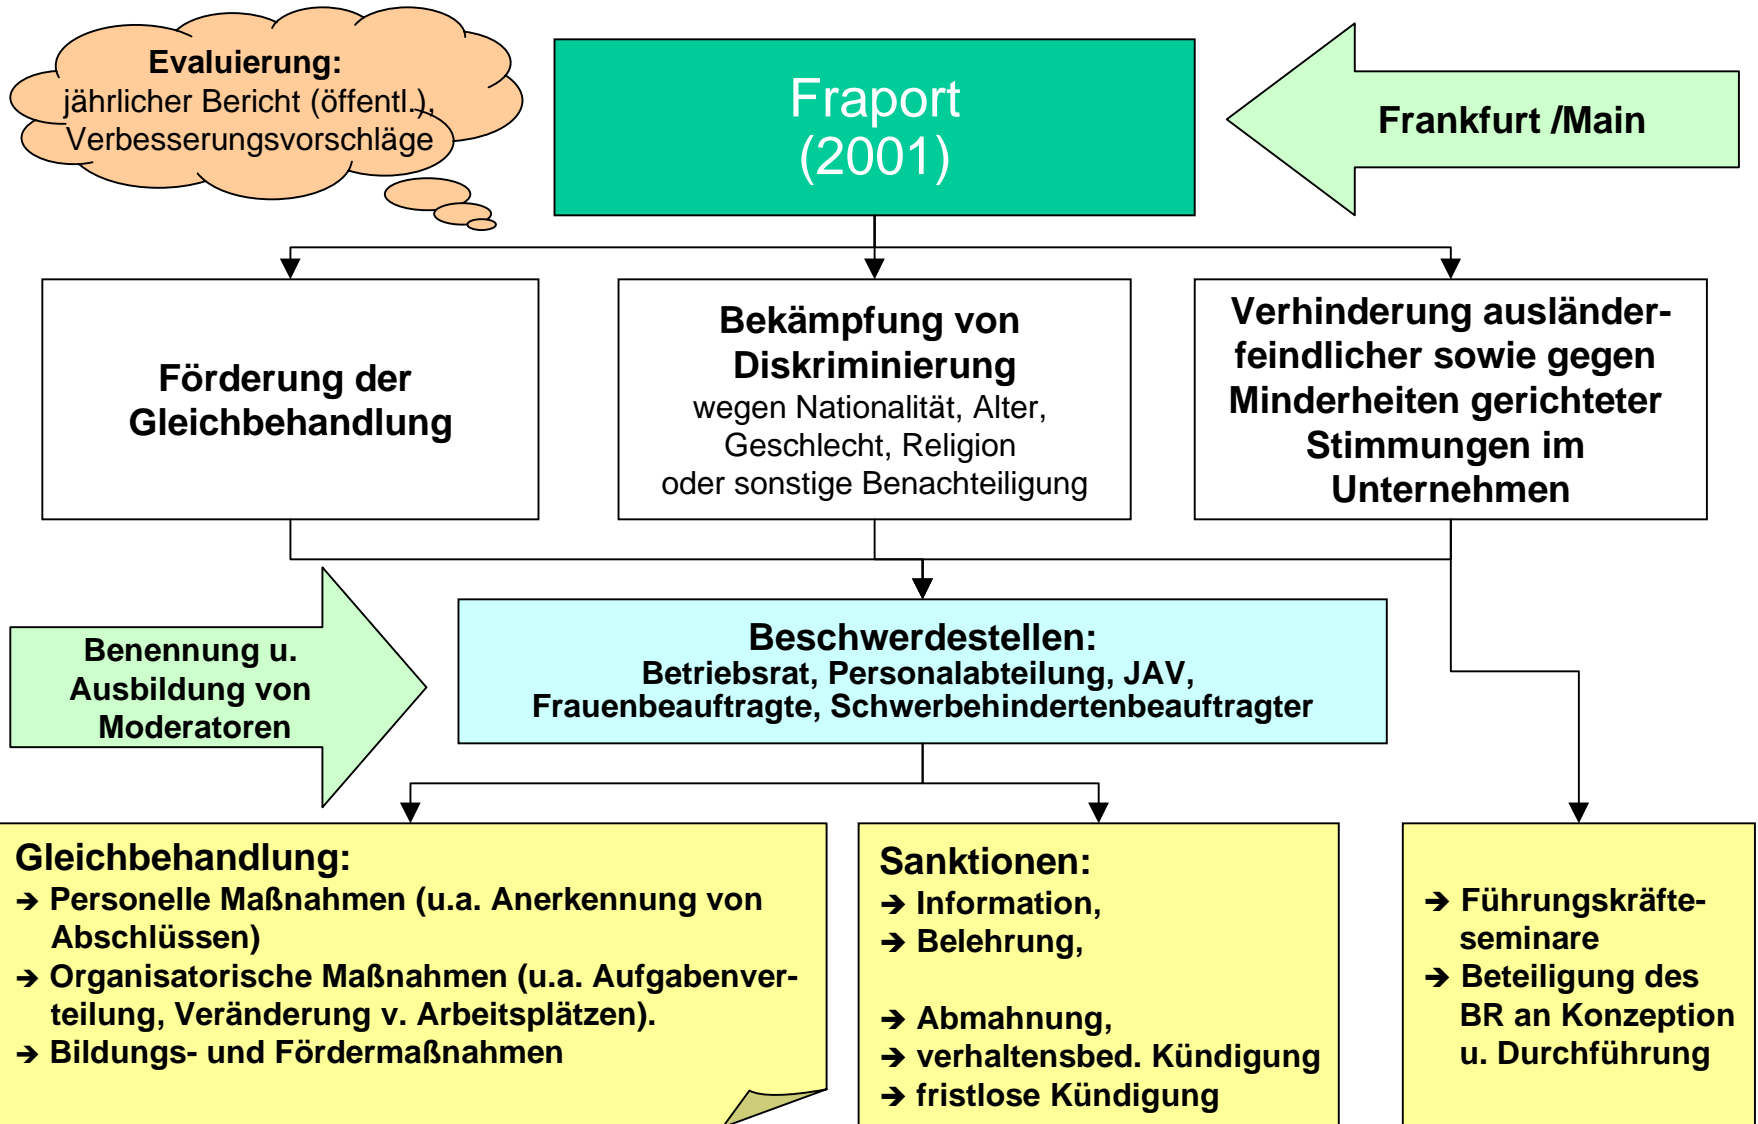 Evaluierung:
jährlicher Bericht (öffentl.),
Verbesserungsvorschläge
Fraport
(2001)
Frankfurt /Main
Förderung der
Gleichbehandlung
Bekämpfung von
Diskriminierung
wegen Nationalität, Alter,
Geschlecht, Religion
oder sonstige Benachteiligung
Verhinderung ausländer-
feindlicher sowie gegen
Minderheiten gerichteter
Stimmungen im
Unternehmen
Benennung u.
Ausbildung von
Moderatoren
Beschwerdestellen:
Betriebsrat, Personalabteilung, JAV,
Frauenbeauftragte, Schwerbehindertenbeauftragter
Gleichbehandlung:
➔ Personelle Maßnahmen (u.a. Anerkennung von
Abschlüssen)
➔ Organisatorische Maßnahmen (u.a. Aufgabenver-
teilung, Veränderung v. Arbeitsplätzen).
➔ Bildungs- und Fördermaßnahmen
Sanktionen:
➔ Information,
➔ Belehrung,
➔ Abmahnung,
➔ verhaltensbed. Kündigung
➔ fristlose Kündigung
➔ Führungskräfte-
seminare
➔ Beteiligung des
BR an Konzeption
u. Durchführung